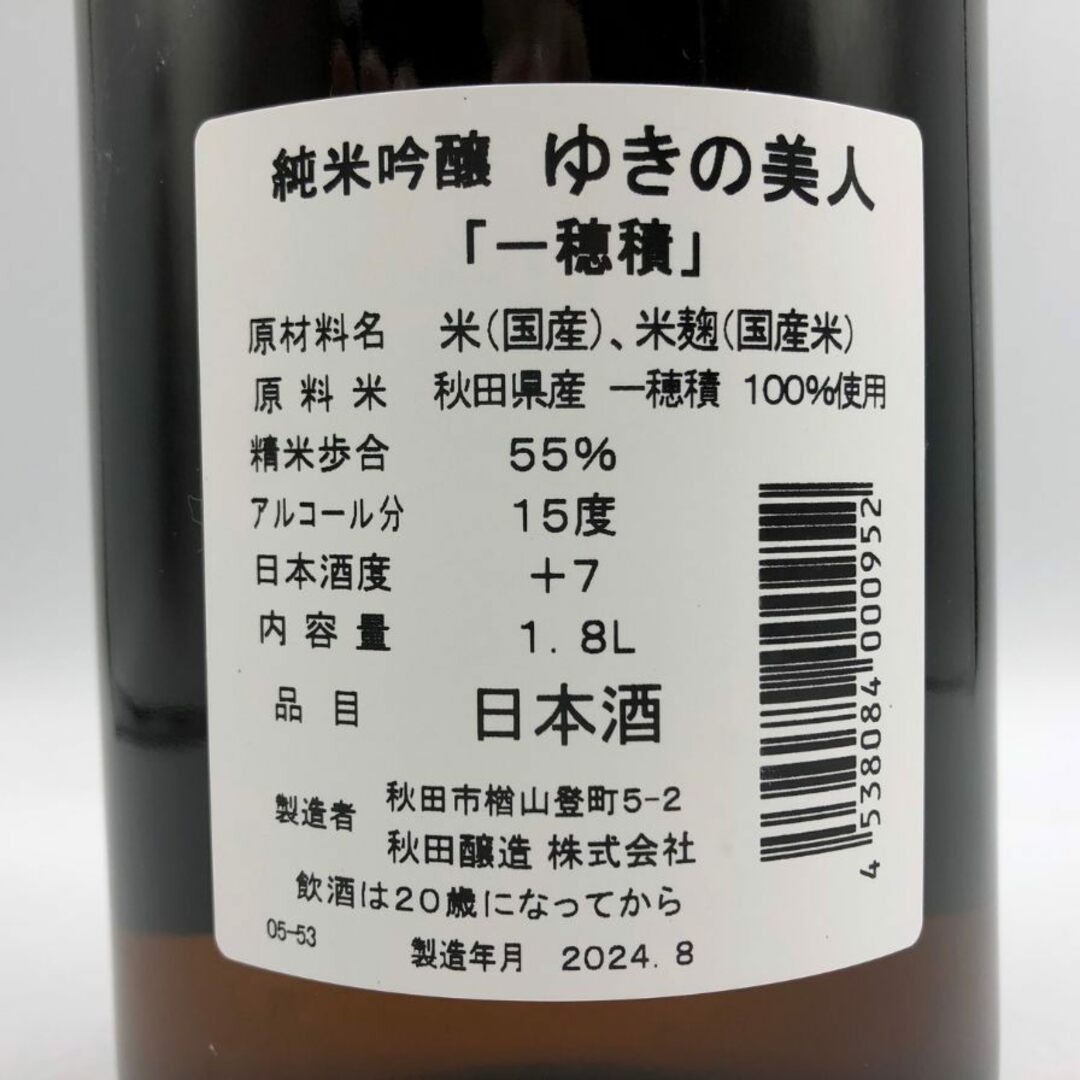 純米吟醸 ゆきの美人
「一穂積」
原材料名 米(国産)、米麹(国産米)
原料米 秋田県産 一穂積 100%使用
精米歩合 55%
アルコール分 15度
日本酒度 +7
内容量 1.8L
品目 日本酒
製造者 秋田市楢山登町5-2
秋田醸造 株式会社
飲酒は20歳になってから
05-53
製造年月 2024.8
4538084000952